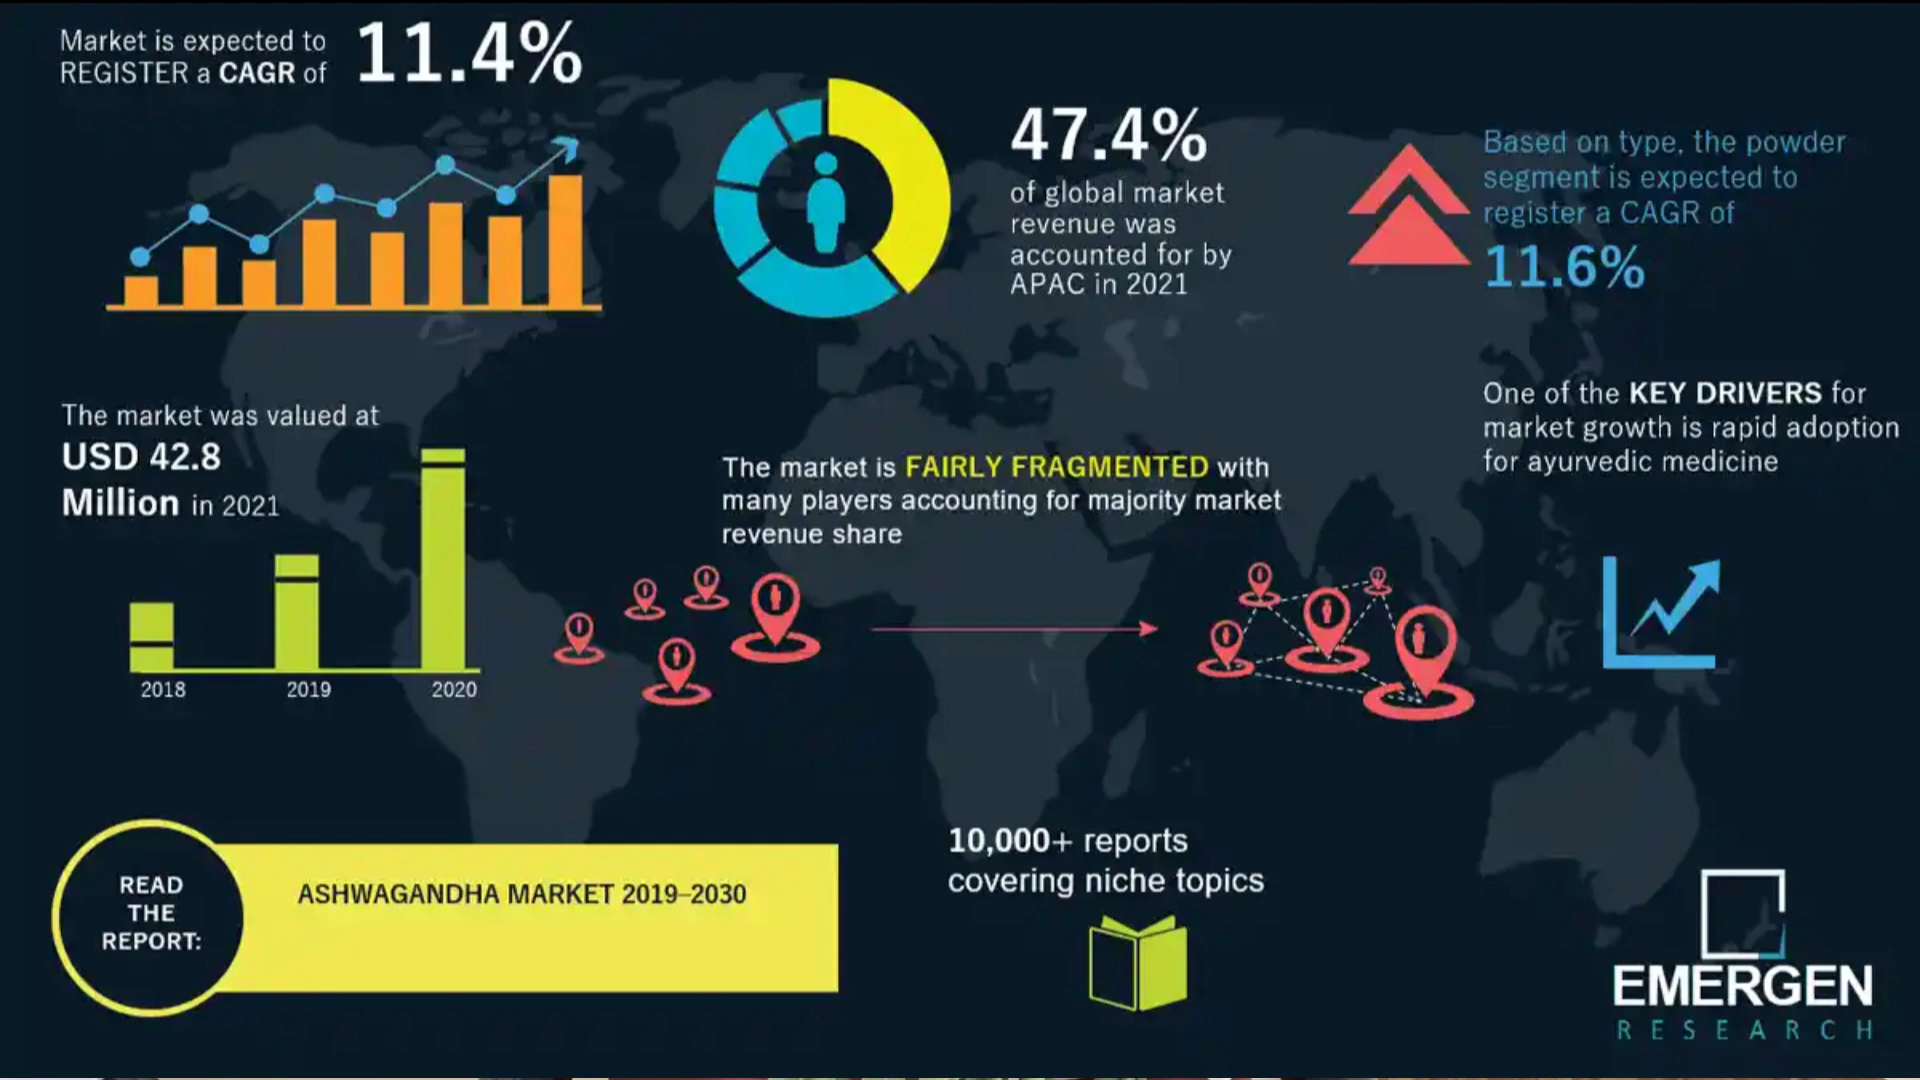 Market is expected to
REGISTER a CAGR of
11.4%
47.4%
of global market
revenue was
accounted for by
APAC in 2021
Based on type, the powder
segment is expected to
register a CAGR of
11.6%
The market was valued at
USD 42.8
Million in 2021
2018
2019
2020
The market is FAIRLY FRAGMENTED with
many players accounting for majority market
revenue share
One of the KEY DRIVERS for
market growth is rapid adoption
for ayurvedic medicine
READ
THE
REPORT:
ASHWAGANDHA MARKET 2019–2030
10,000+ reports
covering niche topics
EMERGEN
RESEARCH